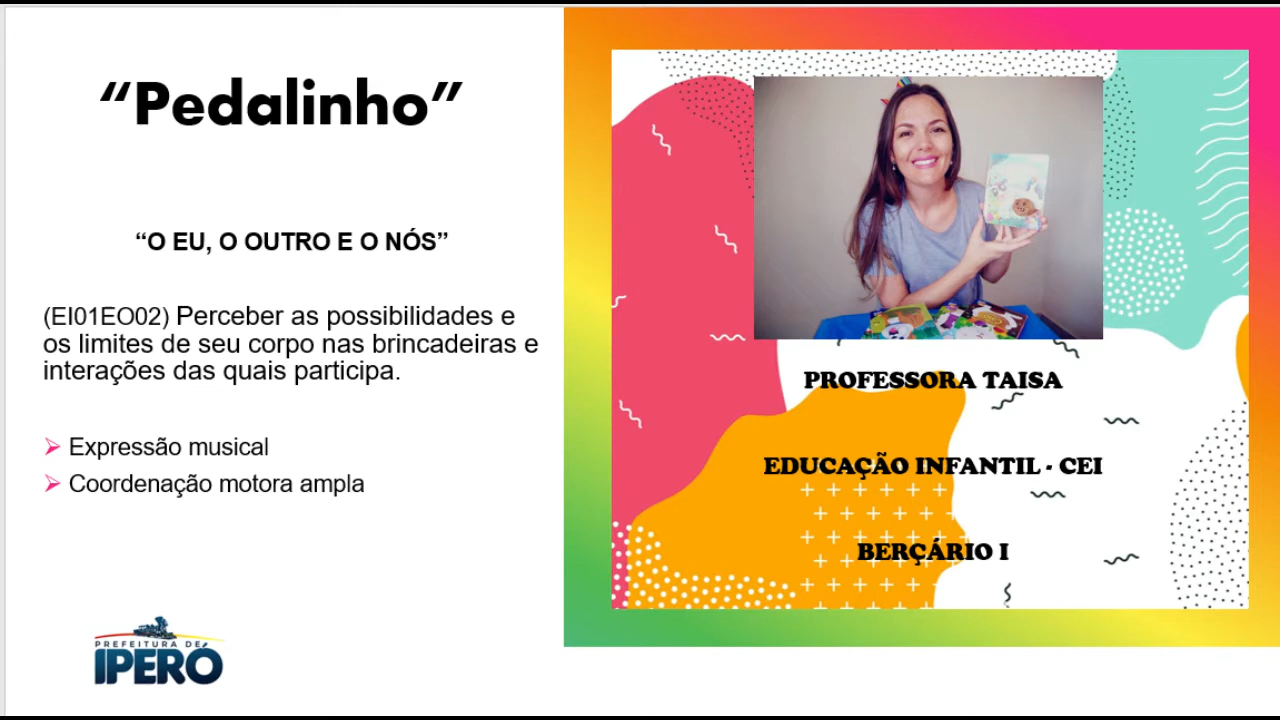 “Pedalinho”
“O EU, O OUTRO E O NÓS”
(EI01EO02) Perceber as possibilidades e
os limites de seu corpo nas brincadeiras e
interações das quais participa.
Expressão musical
Coordenação motora ampla
PREFEITURA DE
IPERÓ
PROFESSORA TAISA
EDUCAÇÃO INFANTIL - CEI
BERÇÁRIO I